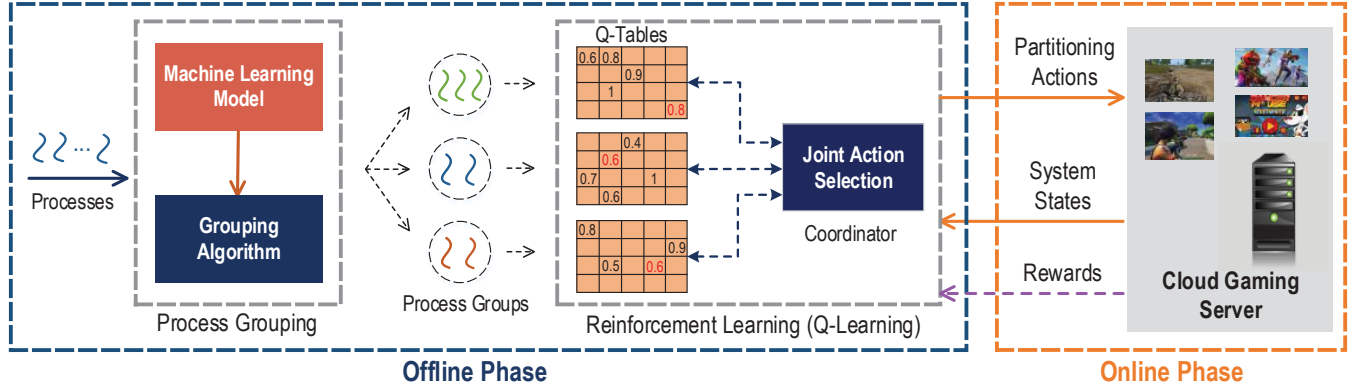 Processes
Machine Learning
Model
Grouping
Algorithm
Process Grouping
Process Groups
Q-Tables
0.6 0.8
0.9
1
0.8
0.4
0.6
0.7 1
0.6
0.8
0.9
0.5 0.6
Joint Action
Selection
Coordinator
Reinforcement Learning (Q-Learning)
Offline Phase
Partitioning
Actions
System
States
Rewards
Cloud Gaming
Server
Online Phase